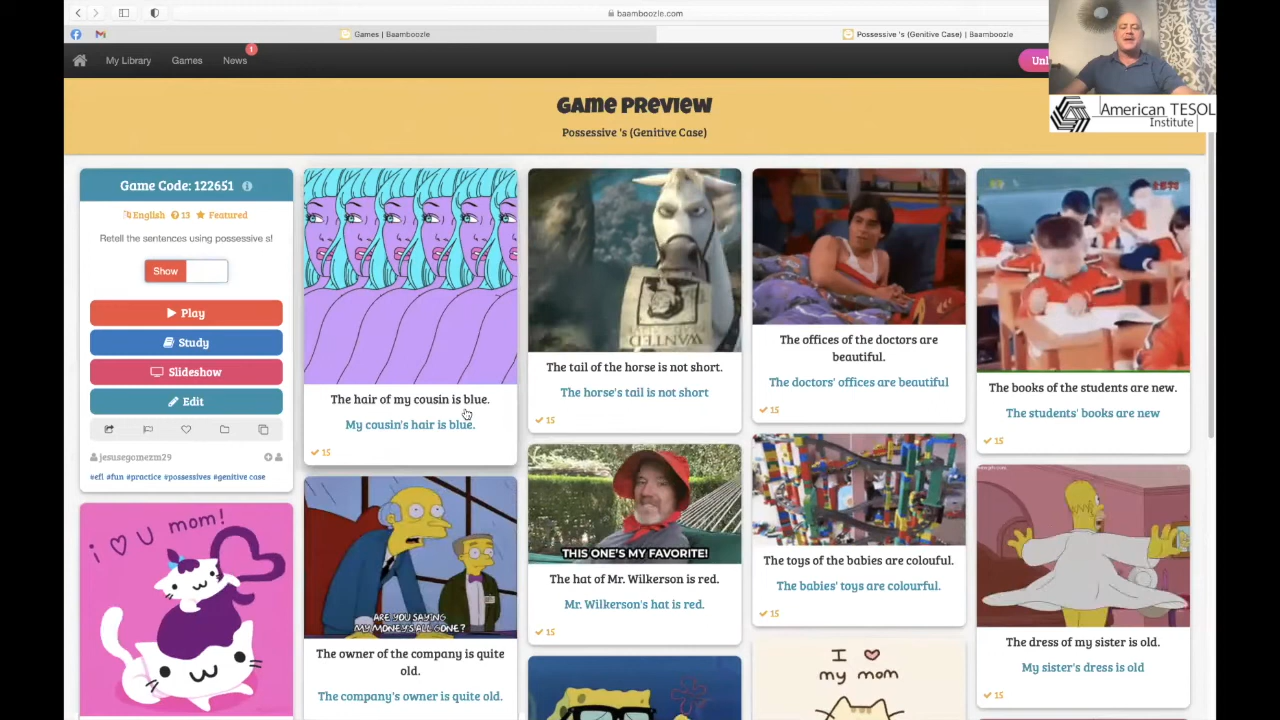 baamboozle.com
Games | Baamboozle
Possessive 's (Genitive Case) | Baamboozle
My Library
Games
News
1
Unl
American TESOL
Institute
Game Preview
Possessive 's (Genitive Case)
Game Code: 122651
English 13 Featured
Retell the sentences using possessive s!
Show
Play
Study
Slideshow
Edit
jesusegomezm29
#efl #fun #practice #possessives #genitive case
i ♡ U mom!
The hair of my cousin is blue.
My cousin's hair is blue.
15
ARE YOU SAYING
MY MONEY'S ALL GONE?
The owner of the company is quite
old.
The company's owner is quite old.
WANTED
The tail of the horse is not short.
The horse's tail is not short
15
THIS ONE'S MY FAVORITE!
The hat of Mr. Wilkerson is red.
Mr. Wilkerson's hat is red.
15
The offices of the doctors are
beautiful.
The doctors' offices are beautiful
15
The toys of the babies are colouful.
The babies' toys are colourful.
15
I ♥
my mom
The books of the students are new.
The students' books are new
15
The dress of my sister is old.
My sister's dress is old
15